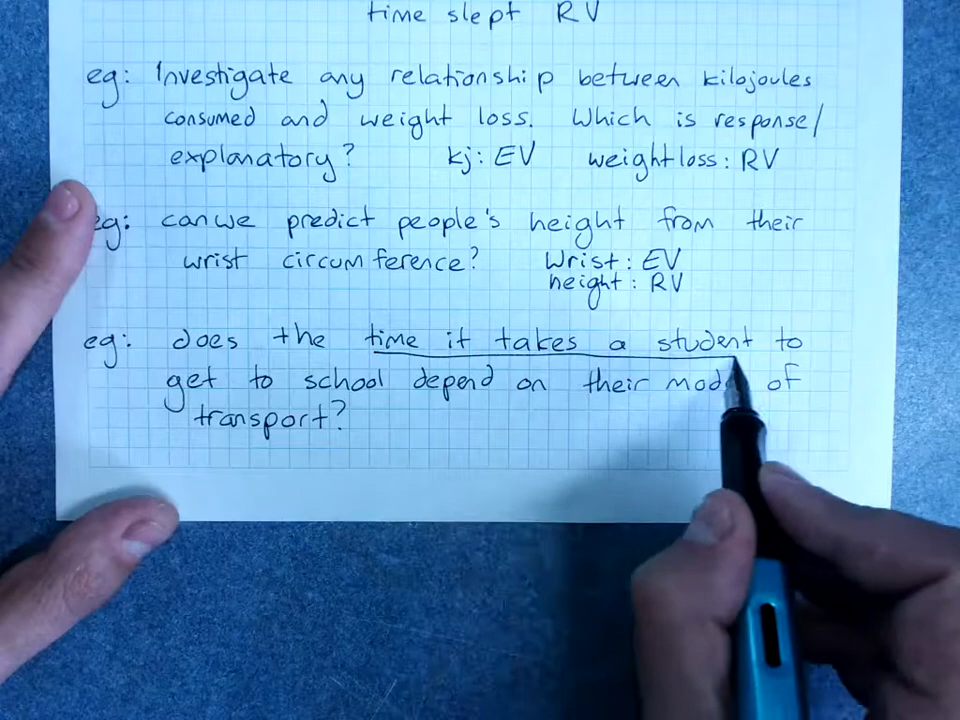 time slept RV
eg: Investigate any relationship between kilojoules
consumed and weight loss. Which is response/
explanatory? kj: EV weightloss: RV
eg: can we predict people's height from their
wrist circumference? Wrist: EV
height: RV
eg: does the time it takes a student to
get to school depend on their mode of
transport?